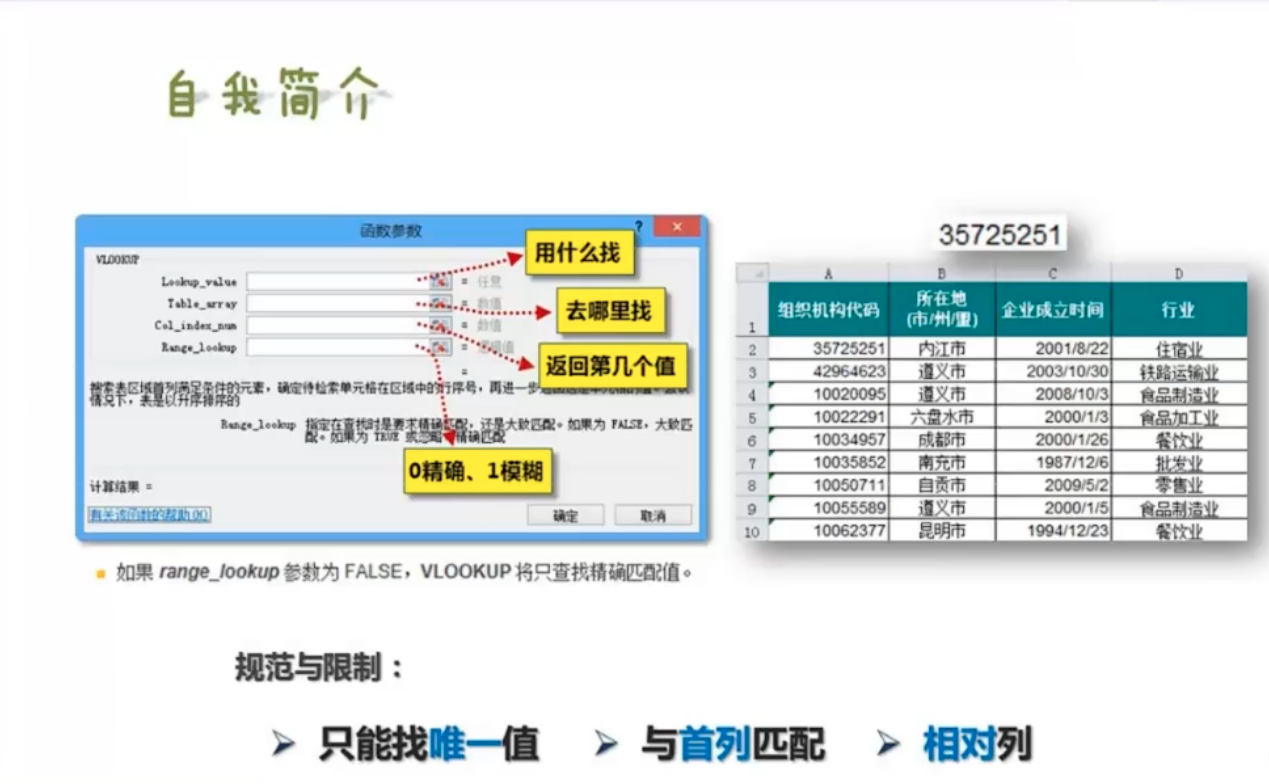 自我简介
函数参数
?
×
VLOOKUP
Lookup_value
= 任意
用什么找
Table_array
= 数值
去哪里找
Col_index_num
= 数值
Range_lookup
=
返回第几个值
=
搜索表区域首列满足条件的元素，确定待检索单元格在区域中的行序号，再进一步
情况下，表是以升序排序的
Range_lookup 指定在查找时是要求精确匹配，还是大致匹配。如果为 FALSE，大致匹
配。如果为 TRUE 或忽略 精确匹配
0精确、1模糊
计算结果 =
有关该函数的帮助(H)
确定
取消
如果 range_lookup 参数为 FALSE，VLOOKUP 将只查找精确匹配值。
35725251
A B C D
1 组织机构代码 所在地 企业成立时间 行业
(市/州/盟)
2 35725251 内江市 2001/8/22 住宿业
3 42964623 遵义市 2003/10/30 铁路运输业
4 10020095 遵义市 2008/10/3 食品制造业
5 10022291 六盘水市 2000/1/3 食品加工业
6 10034957 成都市 2000/1/26 餐饮业
7 10035852 南充市 1987/12/6 批发业
8 10050711 自贡市 2009/5/2 零售业
9 10055589 遵义市 2000/1/5 食品制造业
10 10062377 昆明市 1994/12/23 餐饮业
规范与限制：
只能找唯一值
与首列匹配
相对列